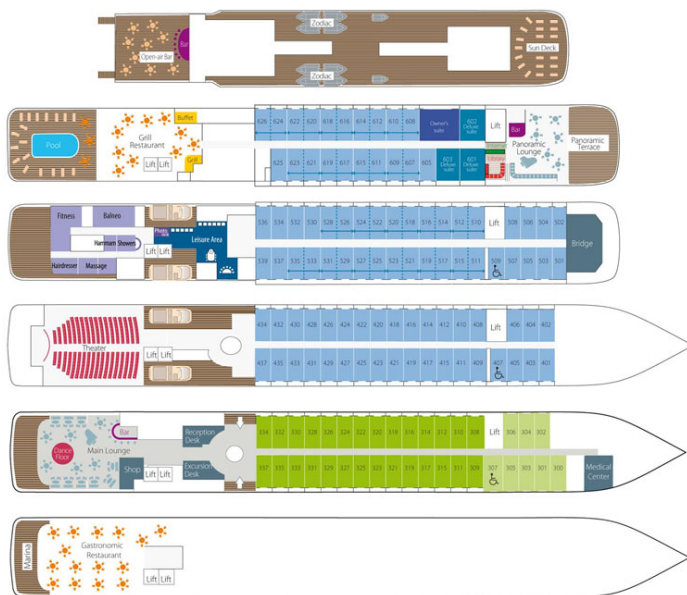 Zodiac
Open-air Bar
Bar
Sun Deck
Zodiac
Buffet
626 624 622 620 618 616 614 612 610 608
Owner's suite
602 Deluxe suite
Lift
Bar
Pool
Grill Restaurant
Panoramic Lounge
Panoramic Terrace
Lift Lift
Grill
625 623 621 619 617 615 611 609 607 605
603 Deluxe suite
601 Deluxe suite
Library
Fitness
Balneo
Photo
536 534 532 530 528 526 524 522 520 518 516 514 512 510
Lift
508 506 504 502
Hammam
Showers
Leisure Area
Bridge
Lift Lift
Hairdresser
Massage
539 537 535 533 531 529 527 525 523 521 519 517 515 511
509 507 505 503 501
434 432 430 428 426 424 422 420 418 416 414 412 410 408
Lift
406 404 402
Theater
Lift Lift
437 435 433 431 429 427 425 423 421 419 417 415 411 409
407 405 403 401
Bar
Reception Desk
334 332 330 328 326 324 322 320 318 316 314 312 310 308
Lift
306 304 302
Dance Floor
Main Lounge
Shop
Lift Lift
Excursion Desk
337 335 333 331 329 327 325 323 321 319 317 315 311 309
307 305 303 301 300
Medical Center
Marina
Gastronomic Restaurant
Lift Lift